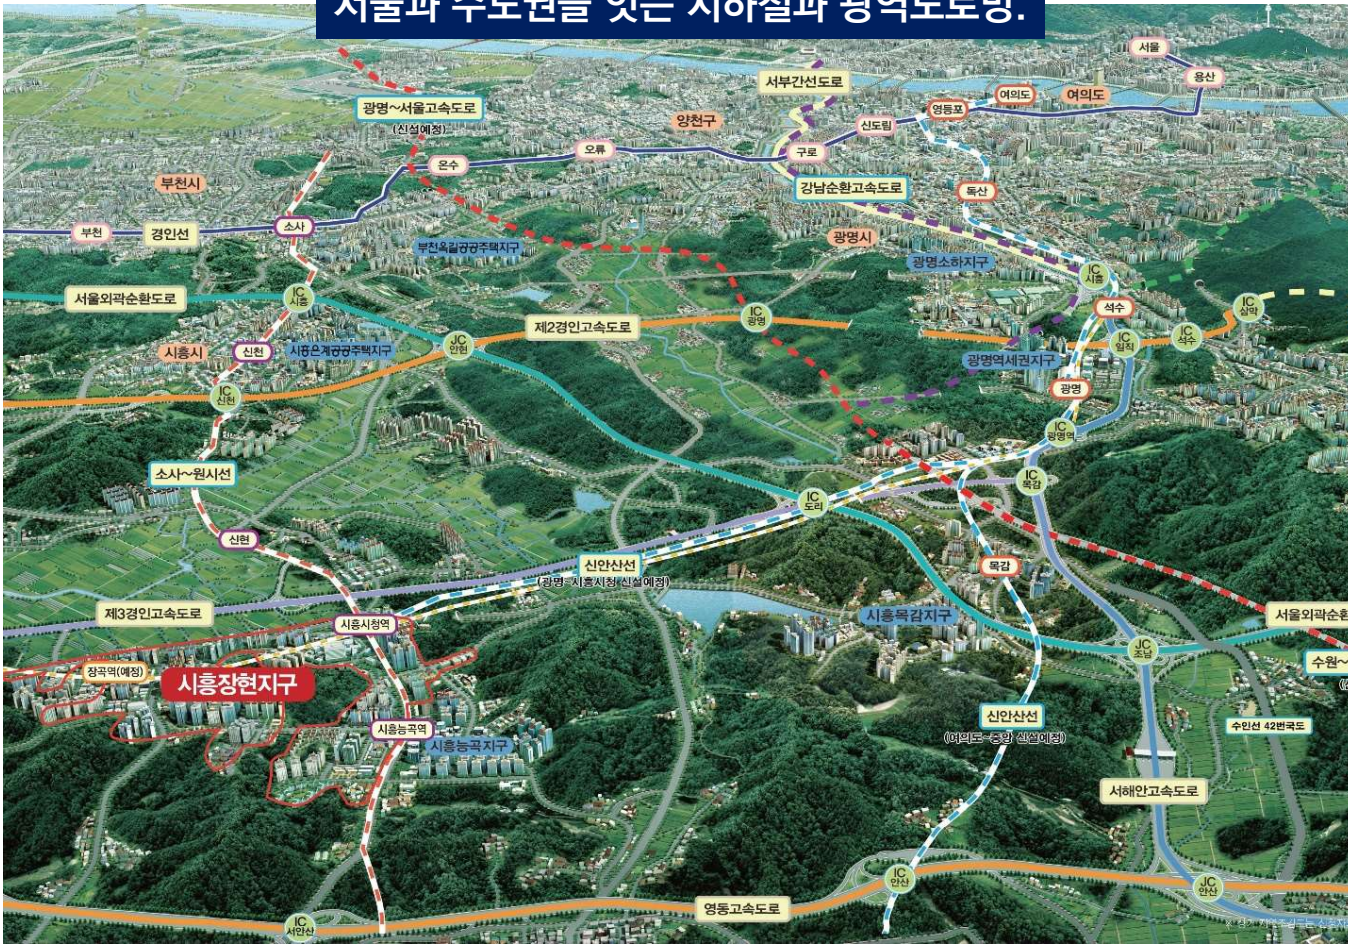 서울과 수도권을 잇는 지하철과 광역도로망.
서울
용산
서부간선도로
여의도
여의도
광명~서울고속도로
(신설예정)
영등포
양천구
신도림
구로
오류
온수
부천시
강남순환고속도로
독산
소사
부천
경인선
부천옥길공공주택지구
광명시
광명소하지구
IC
시흥
서울외곽순환도로
IC
시흥
석수
IC
삼막
제2경인고속도로
IC
광명
IC
석수
JC
일직
JC
안현
시흥시
신천
시흥은계공공주택지구
광명역세권지구
광명
IC
신천
IC
광명역
소사~원시선
IC
목감
IC
도리
신현
신안산선
(광명~시흥시청 신설예정)
목감
제3경인고속도로
시흥시청역
시흥목감지구
서울외곽순환
장곡역(예정)
시흥장현지구
JC
조남
수원~
신안산선
(여의도~중앙 신설예정)
수인선 42번국도
시흥능곡역
시흥능곡지구
서해안고속도로
IC
안산
JC
안산
영동고속도로
IC
서안산